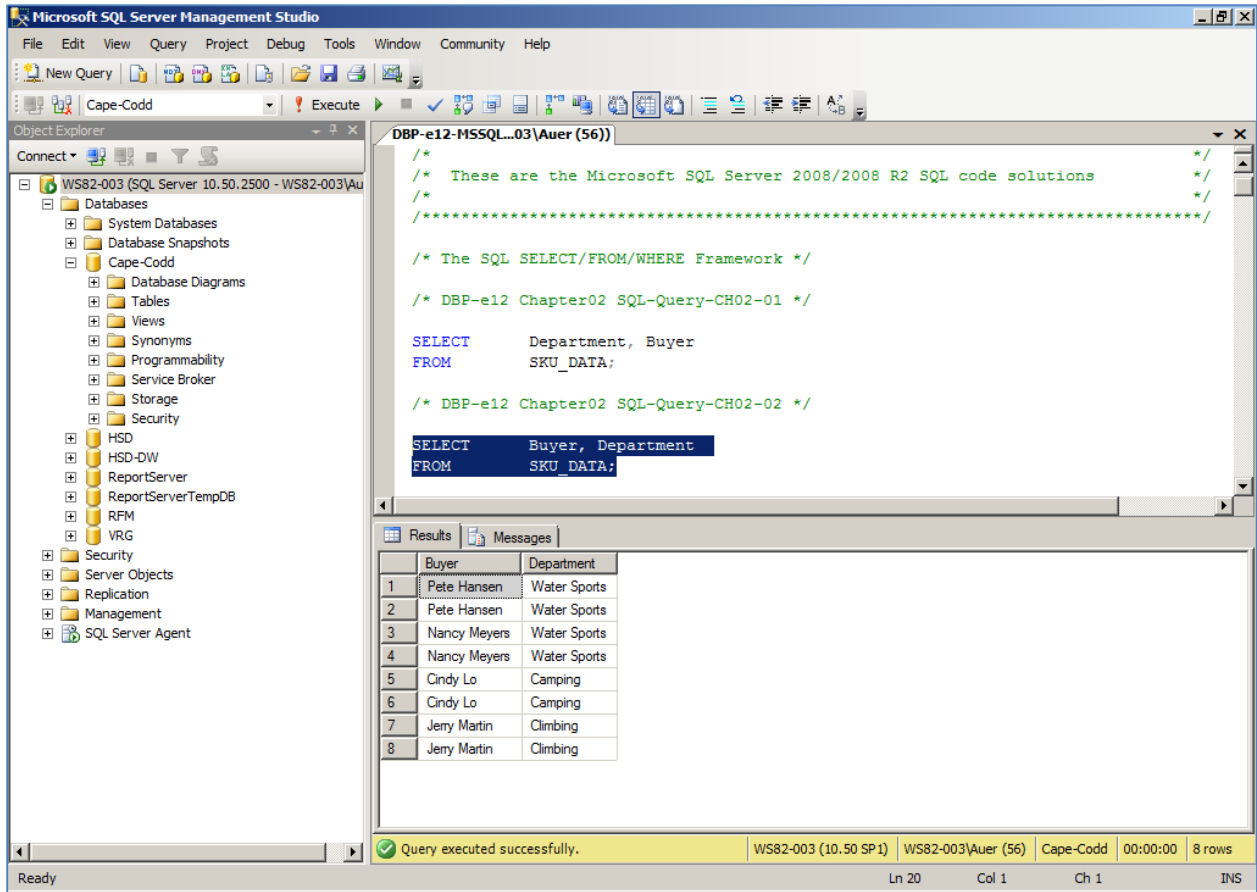 Microsoft SQL Server Management Studio
File Edit View Query Project Debug Tools Window Community Help
New Query
Cape-Codd Execute
Object Explorer
Connect
WS82-003 (SQL Server 10.50.2500 - WS82-003\Au
Databases
System Databases
Database Snapshots
Cape-Codd
Database Diagrams
Tables
Views
Synonyms
Programmability
Service Broker
Storage
Security
HSD
HSD-DW
ReportServer
ReportServerTempDB
RFM
VRG
Security
Server Objects
Replication
Management
SQL Server Agent
DBP-e12-MSSQL...03\Auer (56))
/* */
/* These are the Microsoft SQL Server 2008/2008 R2 SQL code solutions */
/* */
/********************************************************************************/
/* The SQL SELECT/FROM/WHERE Framework */
/* DBP-e12 Chapter02 SQL-Query-CH02-01 */
SELECT Department, Buyer
FROM SKU_DATA;
/* DBP-e12 Chapter02 SQL-Query-CH02-02 */
SELECT Buyer, Department
FROM SKU_DATA;
Results Messages
Buyer Department
1 Pete Hansen Water Sports
2 Pete Hansen Water Sports
3 Nancy Meyers Water Sports
4 Nancy Meyers Water Sports
5 Cindy Lo Camping
6 Cindy Lo Camping
7 Jerry Martin Climbing
8 Jerry Martin Climbing
Query executed successfully. WS82-003 (10.50 SP1) WS82-003\Auer (56) Cape-Codd 00:00:00 8 rows
Ready Ln 20 Col 1 Ch 1 INS